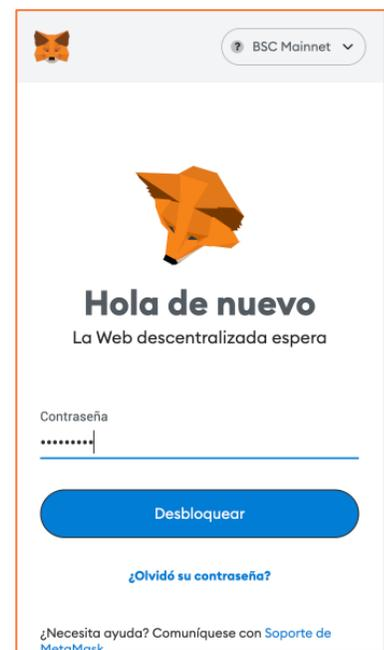 ? BSC Mainnet
Hola de nuevo
La Web descentralizada espera
Contraseña
•••••••••
Desbloquear
¿Olvidó su contraseña?
¿Necesita ayuda? Comuníquese con Soporte de
MetaMask